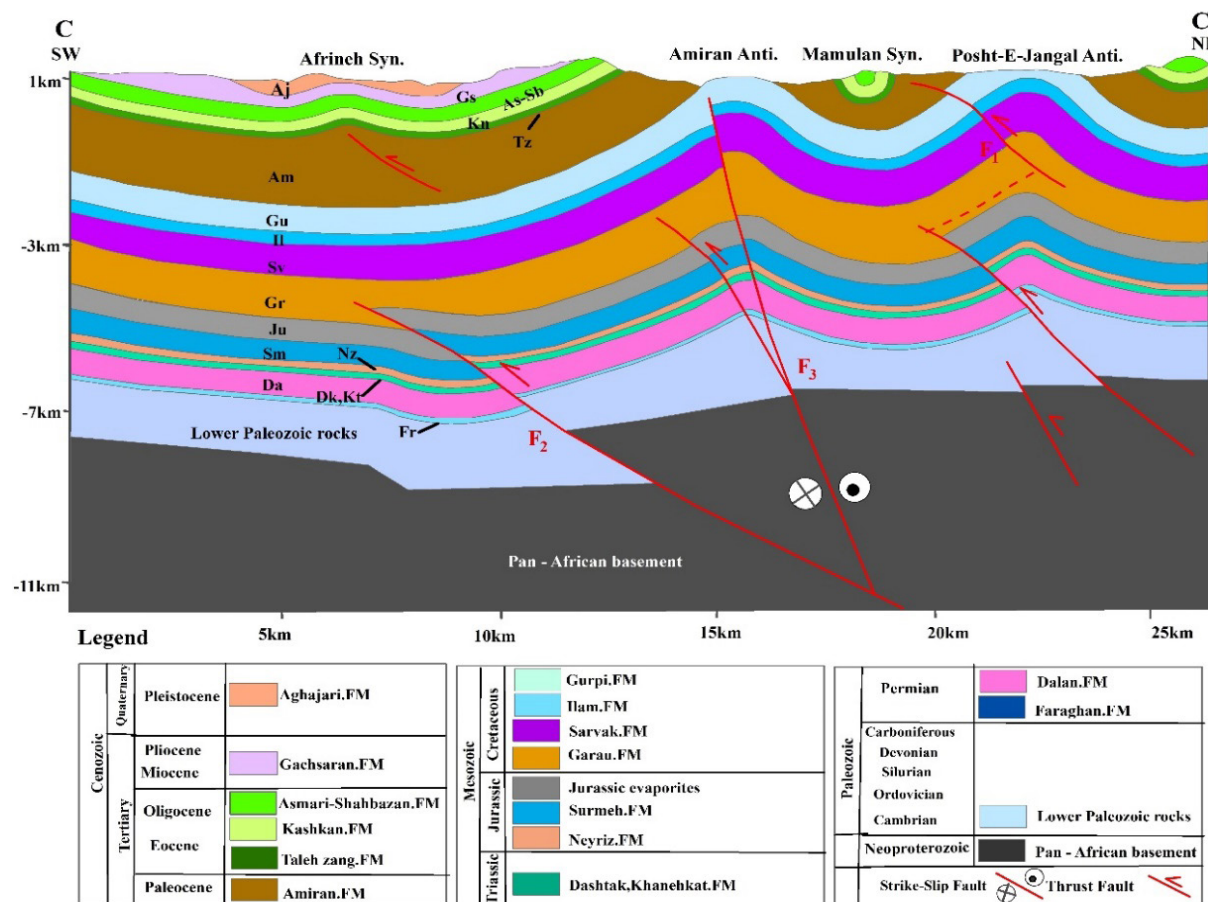 C
SW
C
NE
Afrineh Syn.
Amiran Anti.
Mamulan Syn.
Posht-E-Jangal Anti.
1km
-3km
-7km
-11km
Aj
Gs
As-Sb
Kn
Tz
Am
Gu
Il
Sv
Gr
Ju
Sm
Nz
Da
Dk,Kt
Fr
Lower Paleozoic rocks
F1
F2
F3
Pan - African basement
5km
10km
15km
20km
25km
Legend
Cenozoic
Quaternary
Pleistocene
Aghajari.FM
Tertiary
Pliocene
Miocene
Gachsaran.FM
Oligocene
Asmari-Shahbazan.FM
Kashkan.FM
Eocene
Taleh zang.FM
Paleocene
Amiran.FM
Mesozoic
Cretaceous
Gurpi.FM
Ilam.FM
Sarvak.FM
Garau.FM
Jurassic
Jurassic evaporites
Surmeh.FM
Neyriz.FM
Triassic
Dashtak,Khanehkat.FM
Paleozoic
Permian
Dalan.FM
Faraghan.FM
Carboniferous
Devonian
Silurian
Ordovician
Cambrian
Lower Paleozoic rocks
Neoproterozoic
Pan - African basement
Strike-Slip Fault
Thrust Fault